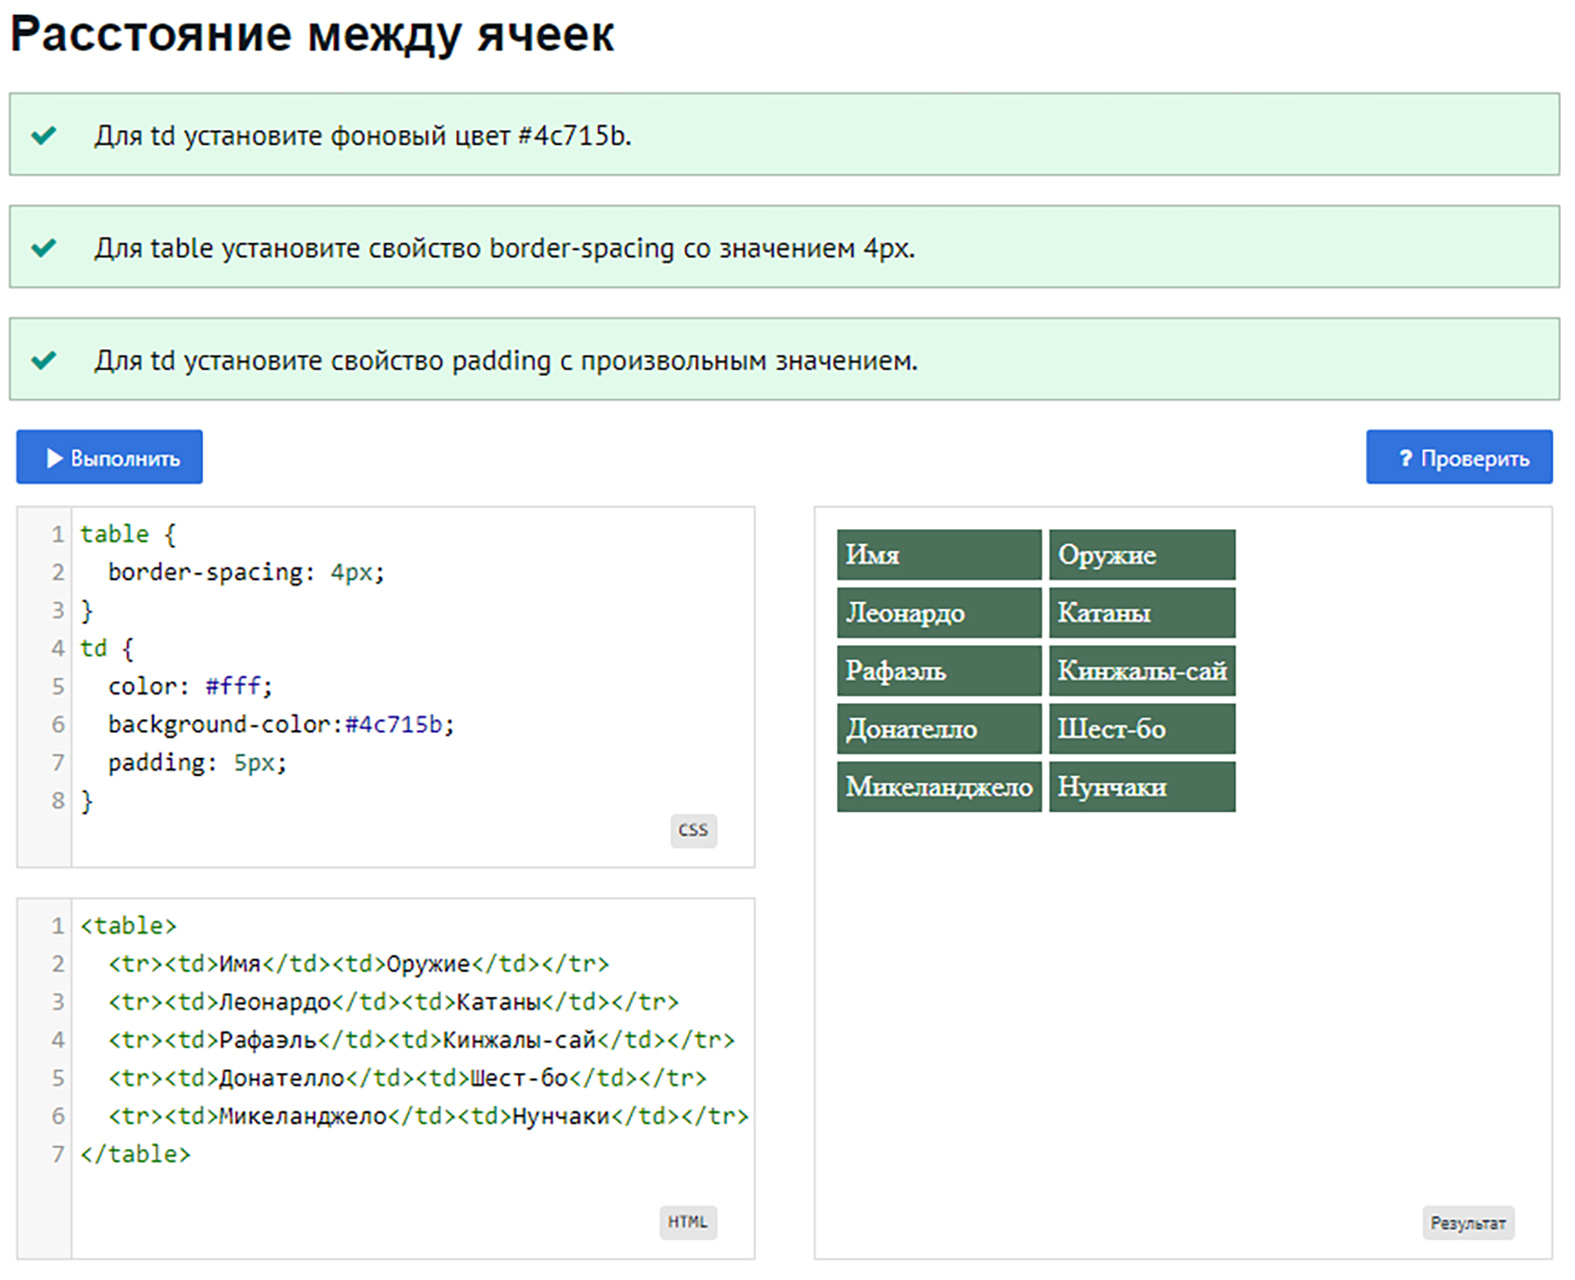 Расстояние между ячеек
Для td установите фоновый цвет #4c715b.
Для table установите свойство border-spacing со значением 4px.
Для td установите свойство padding с произвольным значением.
Выполнить
? Проверить
1 table {
2 border-spacing: 4px;
3 }
4 td {
5 color: #fff;
6 background-color:#4c715b;
7 padding: 5px;
8 }
CSS
1 <table>
2 <tr><td>Имя</td><td>Оружие</td></tr>
3 <tr><td>Леонардо</td><td>Катаны</td></tr>
4 <tr><td>Рафаэль</td><td>Кинжалы-сай</td></tr>
5 <tr><td>Донателло</td><td>Шест-бо</td></tr>
6 <tr><td>Микеланджело</td><td>Нунчаки</td></tr>
7 </table>
HTML
Имя Оружие
Леонардо Катаны
Рафаэль Кинжалы-сай
Донателло Шест-бо
Микеланджело Нунчаки
Результат